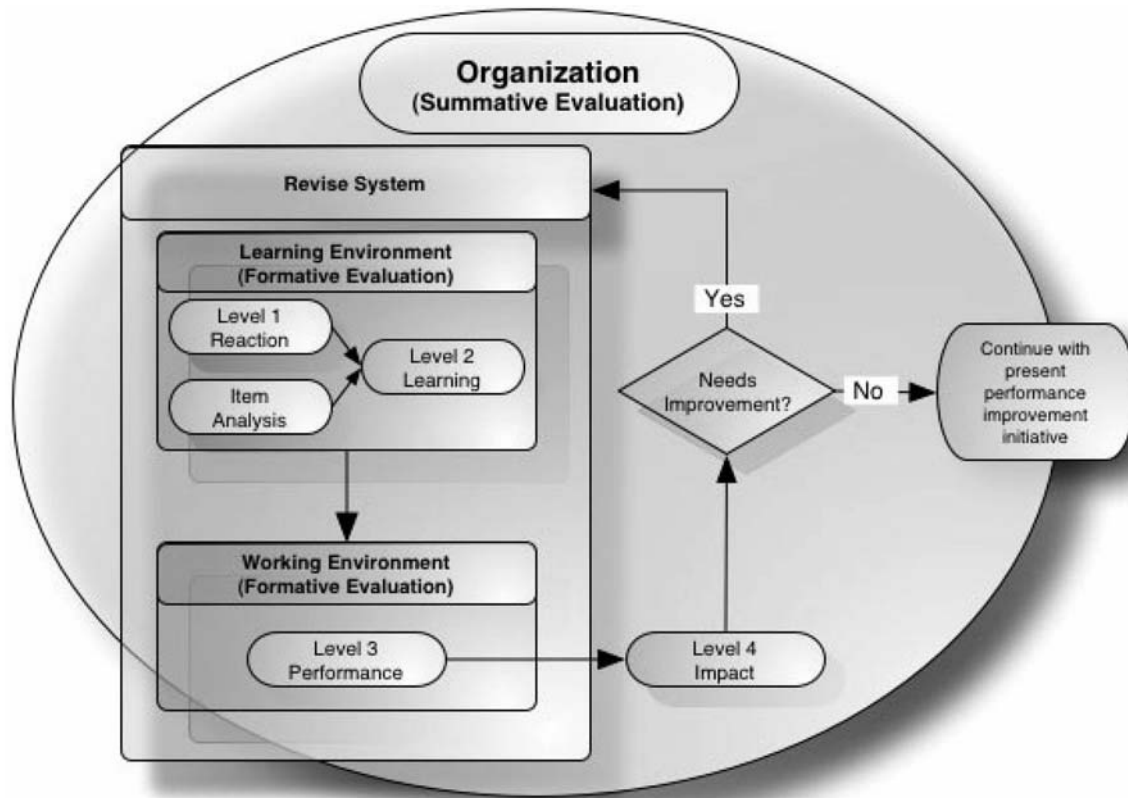 Organization
(Summative Evaluation)
Revise System
Learning Environment
(Formative Evaluation)
Level 1
Reaction
Level 2
Learning
Item
Analysis
Working Environment
(Formative Evaluation)
Level 3
Performance
Level 4
Impact
Needs
Improvement?
Yes
No
Continue with
present
performance
improvement
initiative